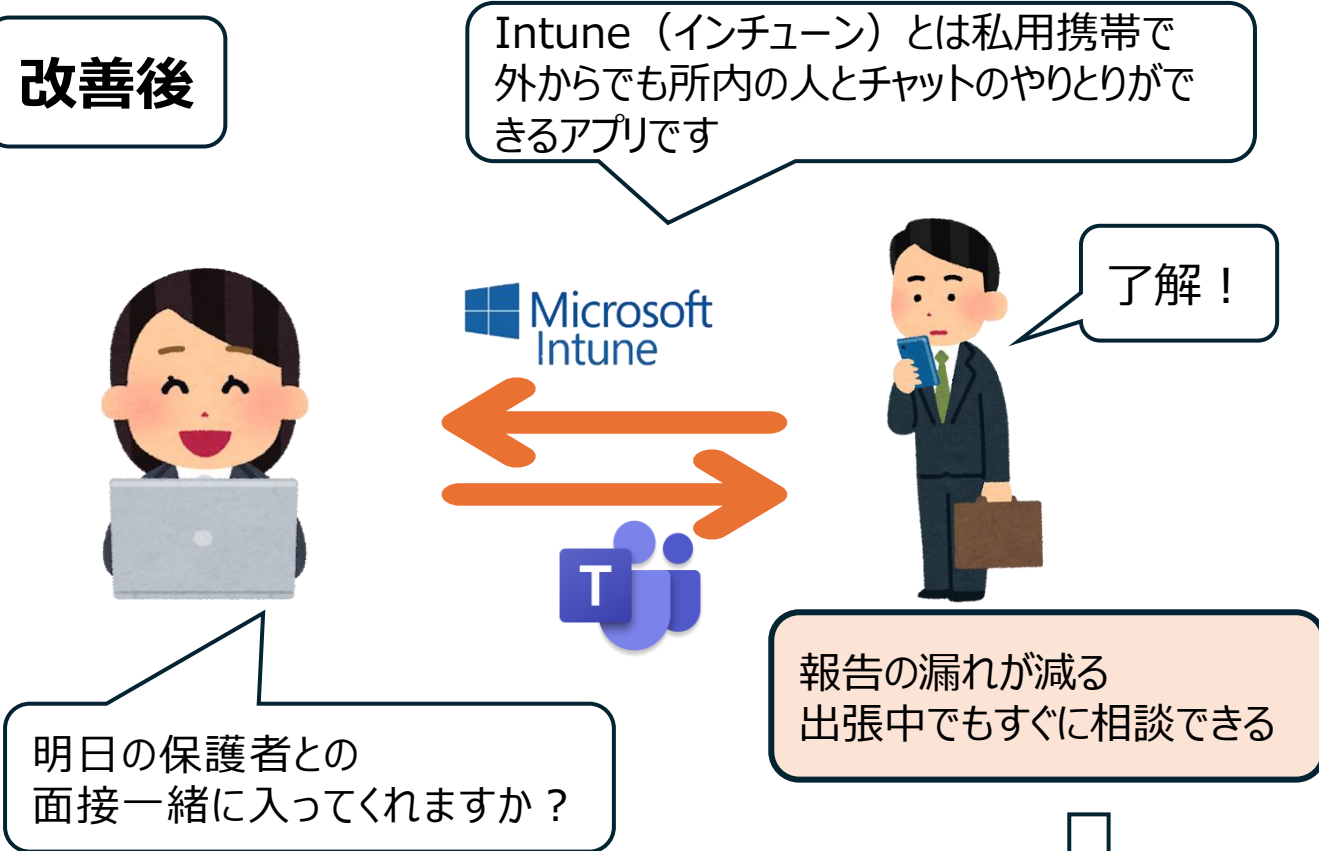 改善後
Intune（インチューン）とは私用携帯で
外からでも所内の人とチャットのやりとりがで
きるアプリです
Microsoft
Intune
了解！
T
報告の漏れが減る
出張中でもすぐに相談できる
明日の保護者との
面接一緒に入ってくれますか？